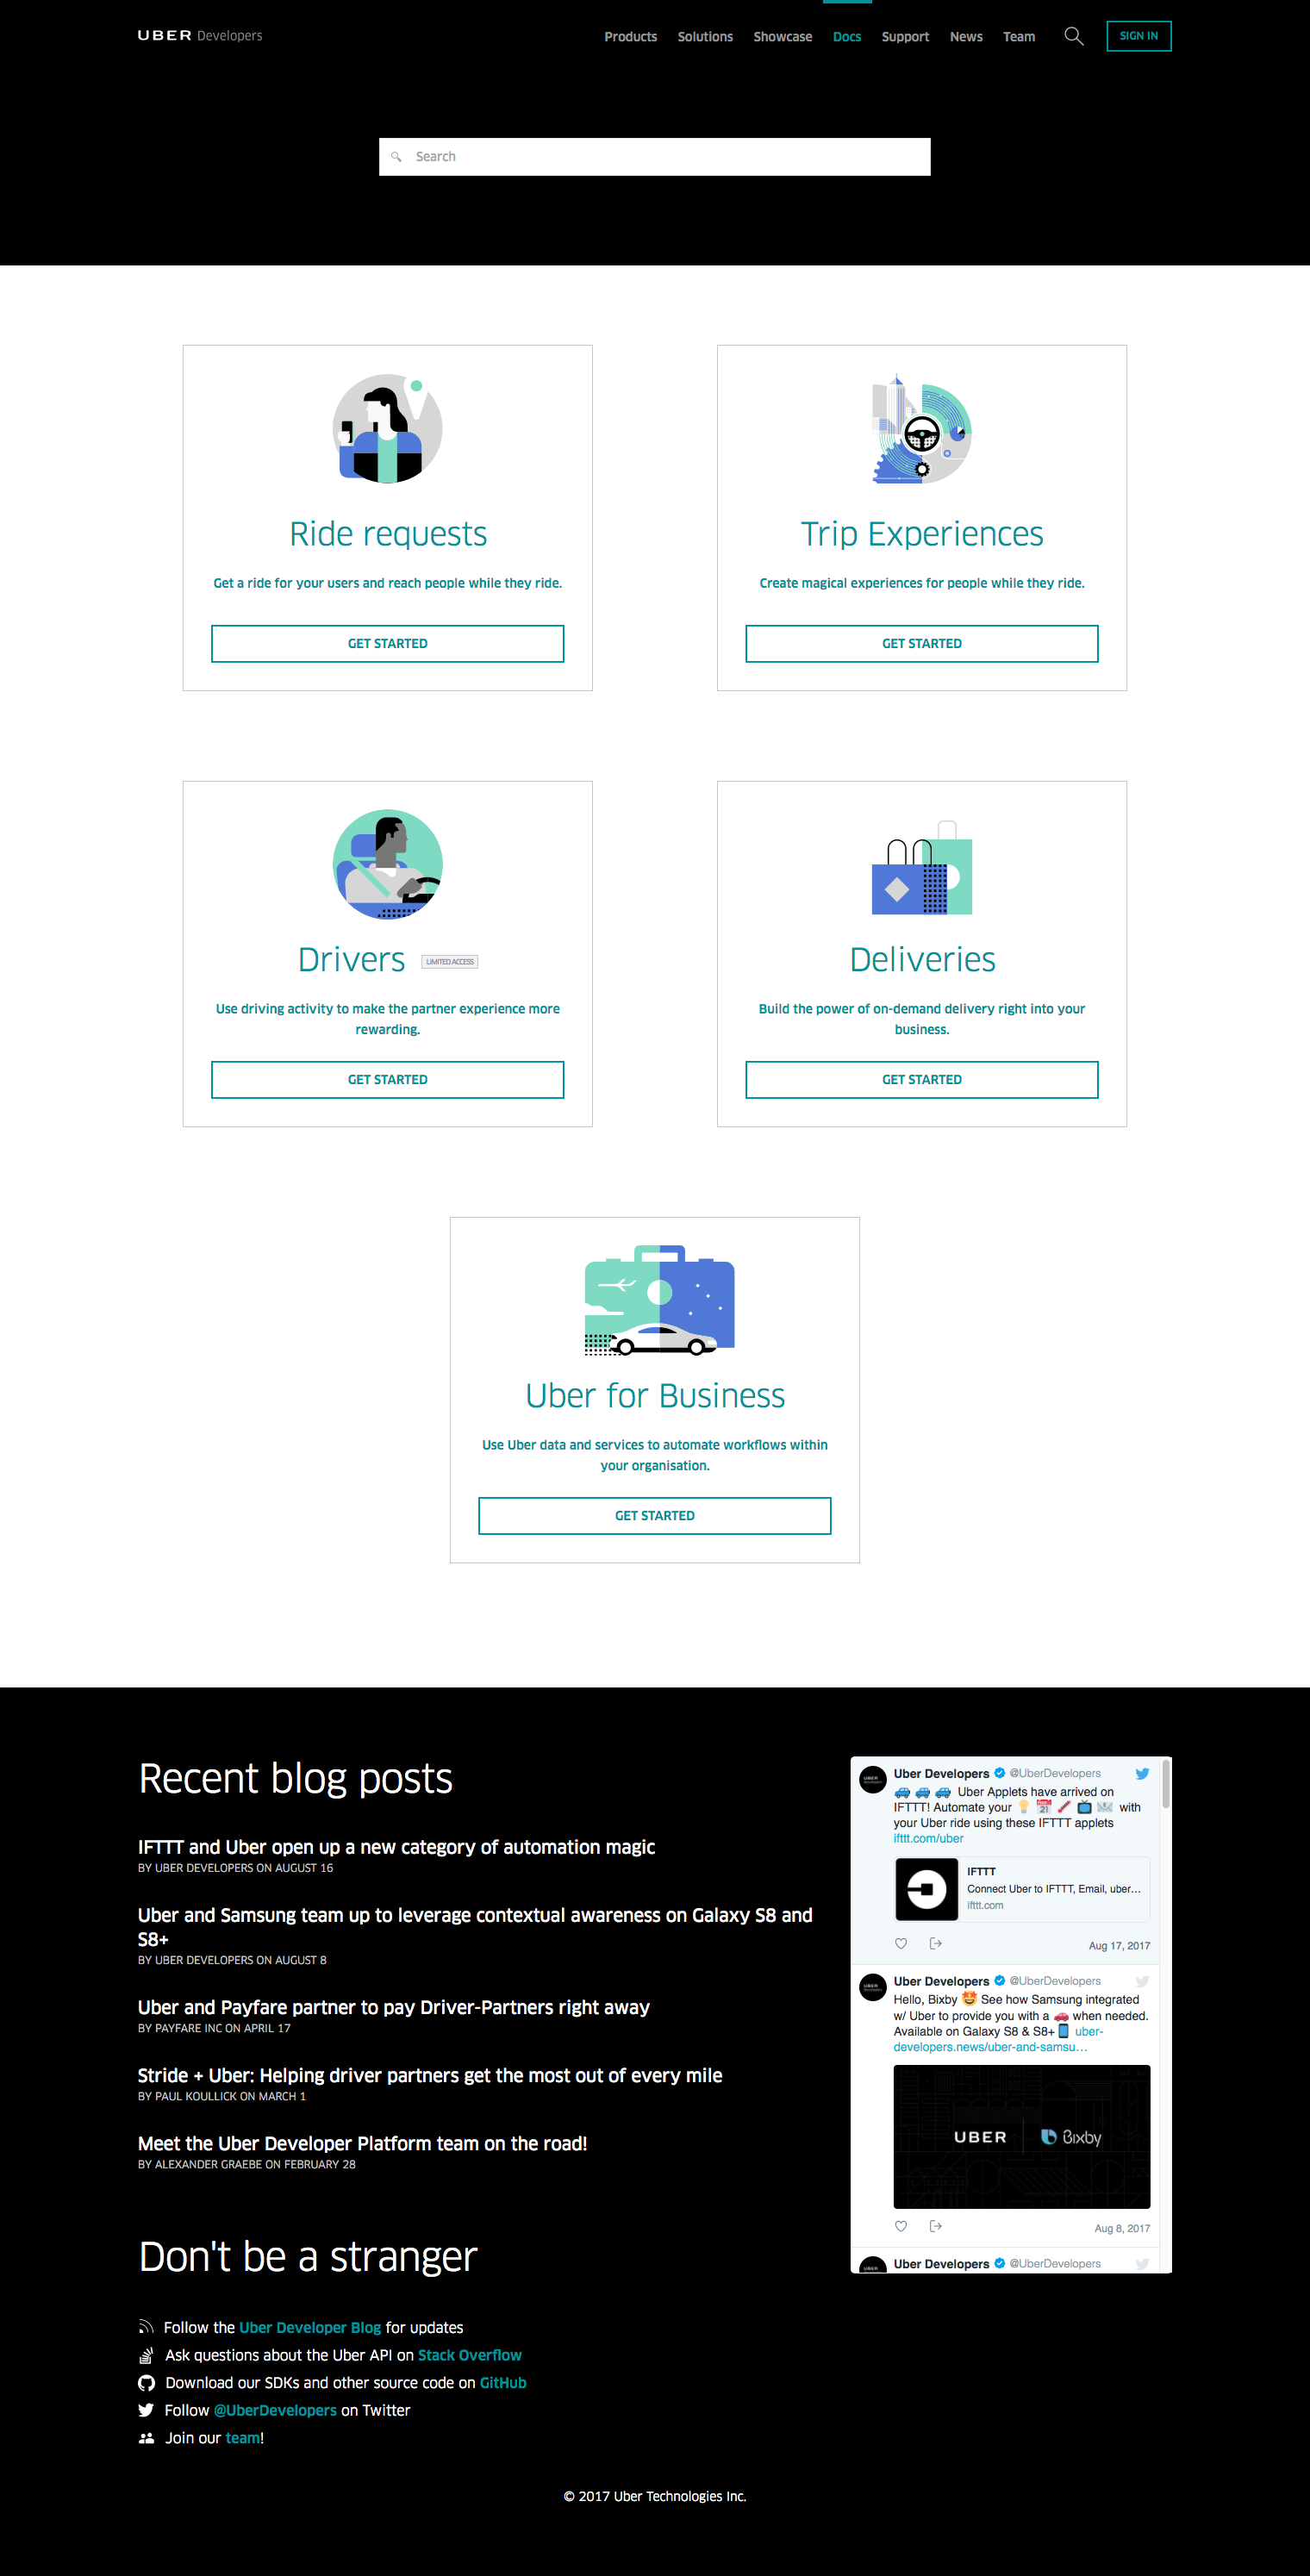 UBER Developers
Products Solutions Showcase Docs Support News Team SIGN IN
Search
Ride requests
Get a ride for your users and reach people while they ride.
GET STARTED
Trip Experiences
Create magical experiences for people while they ride.
GET STARTED
Drivers LIMITED ACCESS
Use driving activity to make the partner experience more
rewarding.
GET STARTED
Deliveries
Build the power of on-demand delivery right into your
business.
GET STARTED
Uber for Business
Use Uber data and services to automate workflows within
your organisation.
GET STARTED
Recent blog posts
IFTTT and Uber open up a new category of automation magic
BY UBER DEVELOPERS ON AUGUST 16
Uber and Samsung team up to leverage contextual awareness on Galaxy S8 and
S8+
BY UBER DEVELOPERS ON AUGUST 8
Uber and Payfare partner to pay Driver-Partners right away
BY PAYFARE INC ON APRIL 17
Stride + Uber: Helping driver partners get the most out of every mile
BY PAUL KOULLICK ON MARCH 1
Meet the Uber Developer Platform team on the road!
BY ALEXANDER GRAEBE ON FEBRUARY 28
Uber Developers @UberDevelopers
🚙 🚙 🚙 Uber Applets have arrived on
IFTTT! Automate your 💡 📅 🌡 📺 📨 with
your Uber ride using these IFTTT applets
ifttt.com/uber
IFTTT
Connect Uber to IFTTT, Email, uber...
ifttt.com
Aug 17, 2017
Uber Developers @UberDevelopers
Hello, Bixby 🤩 See how Samsung integrated
w/ Uber to provide you with a 🚗 when needed.
Available on Galaxy S8 & S8+📱 uber-
developers.news/uber-and-samsu…
UBER Bixby
Aug 8, 2017
Uber Developers @UberDevelopers
Don't be a stranger
Follow the Uber Developer Blog for updates
Ask questions about the Uber API on Stack Overflow
Download our SDKs and other source code on GitHub
Follow @UberDevelopers on Twitter
Join our team!
© 2017 Uber Technologies Inc.